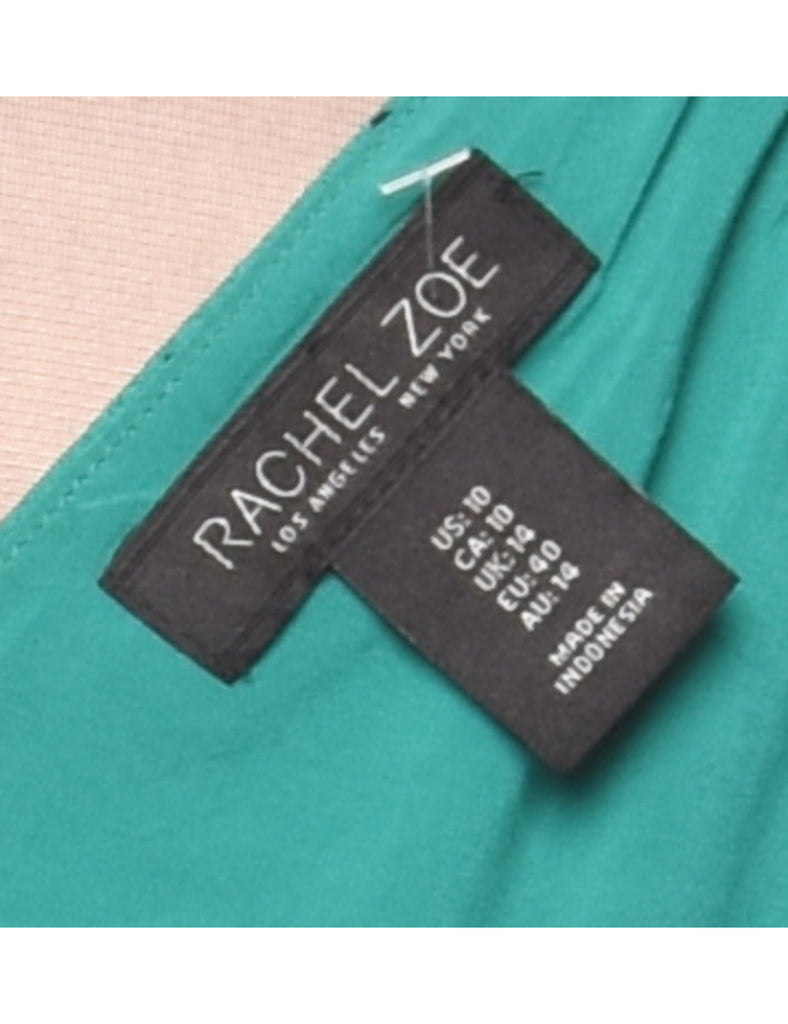 RACHEL ZOE
LOS ANGELES NEW YORK
US: 10
CA: 10
UK: 14
EU: 40
AU: 14
MADE IN
INDONESIA